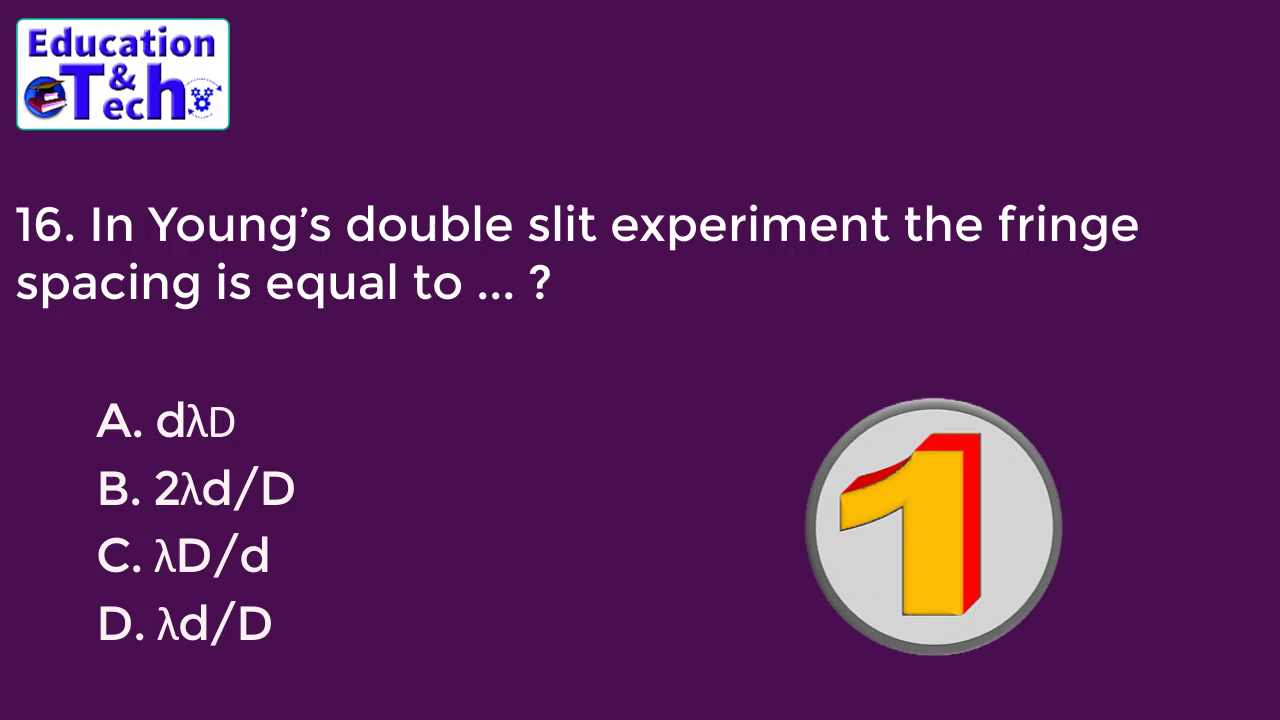 Education
& Tech
16. In Young’s double slit experiment the fringe
spacing is equal to ... ?
A. dλD
B. 2λd/D
C. λD/d
D. λd/D
1